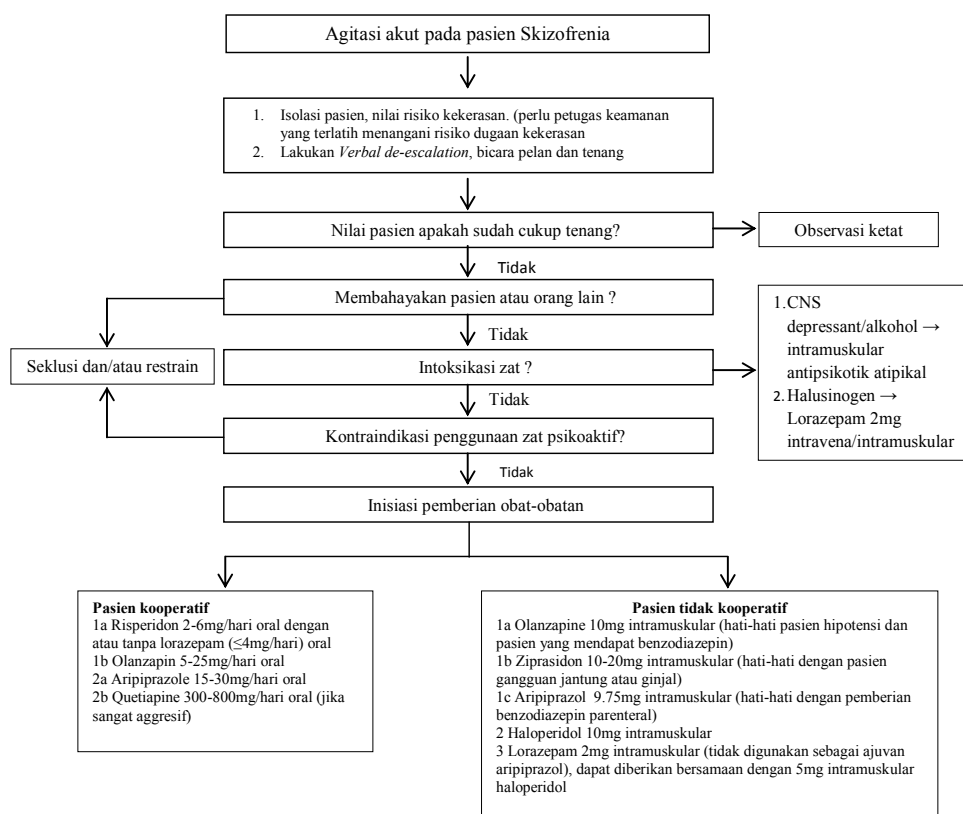 Agitasi akut pada pasien Skizofrenia
1. Isolasi pasien, nilai risiko kekerasan. (perlu petugas keamanan
yang terlatih menangani risiko dugaan kekerasan
2. Lakukan Verbal de-escalation, bicara pelan dan tenang
Nilai pasien apakah sudah cukup tenang?
Observasi ketat
Tidak
Membahayakan pasien atau orang lain ?
Tidak
Seklusi dan/atau restrain
Intoksikasi zat ?
1. CNS
depressant/alkohol →
intramuskular
antipsikotik atipikal
2. Halusinogen →
Lorazepam 2mg
intravena/intramuskular
Tidak
Kontraindikasi penggunaan zat psikoaktif?
Tidak
Inisiasi pemberian obat-obatan
Pasien kooperatif
1a Risperidon 2-6mg/hari oral dengan
atau tanpa lorazepam (≤4mg/hari) oral
1b Olanzapin 5-25mg/hari oral
2a Aripiprazole 15-30mg/hari oral
2b Quetiapine 300-800mg/hari oral (jika
sangat aggresif)
Pasien tidak kooperatif
1a Olanzapine 10mg intramuskular (hati-hati pasien hipotensi dan
pasien yang mendapat benzodiazepin)
1b Ziprasidon 10-20mg intramuskular (hati-hati dengan pasien
gangguan jantung atau ginjal)
1c Aripiprazol 9.75mg intramuskular (hati-hati dengan pemberian
benzodiazepin parenteral)
2 Haloperidol 10mg intramuskular
3 Lorazepam 2mg intramuskular (tidak digunakan sebagai ajuvan
aripiprazol), dapat diberikan bersamaan dengan 5mg intramuskular
haloperidol